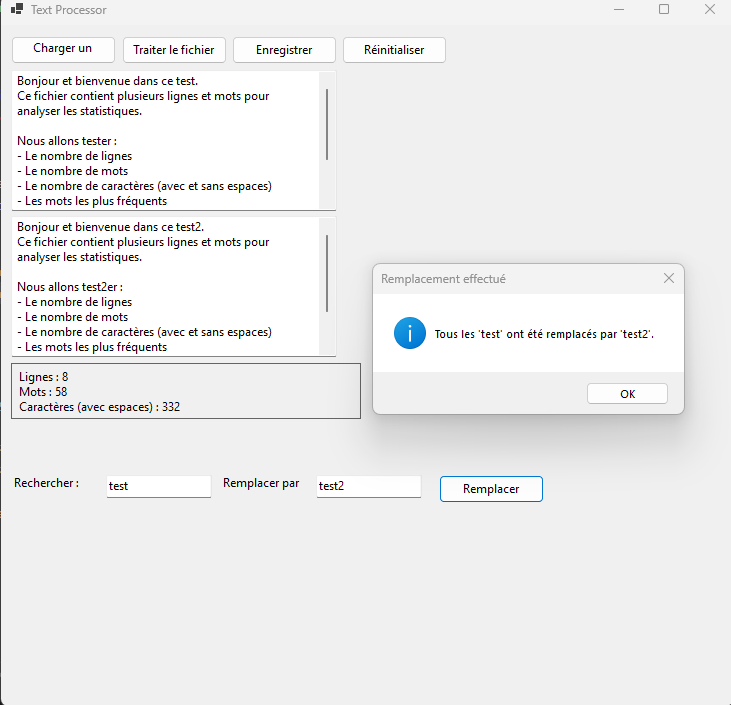 Text Processor
Charger un
Traiter le fichier
Enregistrer
Réinitialiser
Bonjour et bienvenue dans ce test.
Ce fichier contient plusieurs lignes et mots pour
analyser les statistiques.
Nous allons tester :
- Le nombre de lignes
- Le nombre de mots
- Le nombre de caractères (avec et sans espaces)
- Les mots les plus fréquents
Bonjour et bienvenue dans ce test2.
Ce fichier contient plusieurs lignes et mots pour
analyser les statistiques.
Nous allons test2er :
- Le nombre de lignes
- Le nombre de mots
- Le nombre de caractères (avec et sans espaces)
- Les mots les plus fréquents
Remplacement effectué
Tous les 'test' ont été remplacés par 'test2'.
OK
Lignes : 8
Mots : 58
Caractères (avec espaces) : 332
Rechercher :
test
Remplacer par
test2
Remplacer